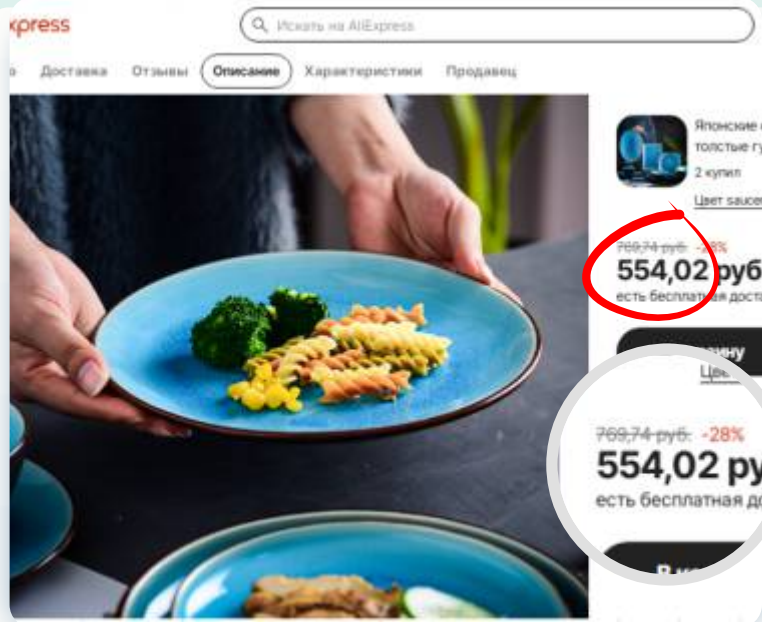 xpress
Искать на AliExpress
Доставка Отзывы Описание Характеристики Продавец
Японские
толстые
2 купил
Цвет
769,74 руб. -28%
554,02 руб
есть бесплатная
769,74 руб. -28%
554,02 ру
есть бесплатная